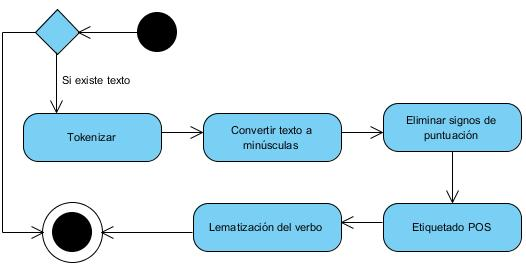 Si existe texto
Tokenizar
Convertir texto a
minúsculas
Eliminar signos de
puntuación
Etiquetado POS
Lematización del verbo